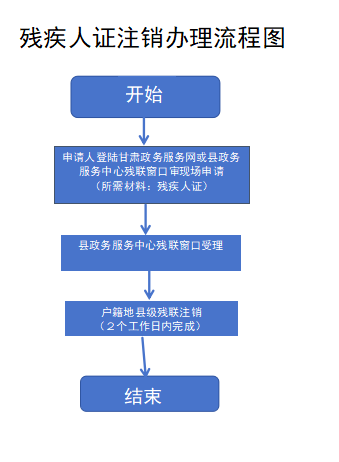 残疾人证注销办理流程图
开始
申请人登陆甘肃政务服务网或县政务
服务中心残联窗口审现场申请
（所需材料：残疾人证）
县政务服务中心残联窗口受理
户籍地县级残联注销
（２个工作日内完成）
结束